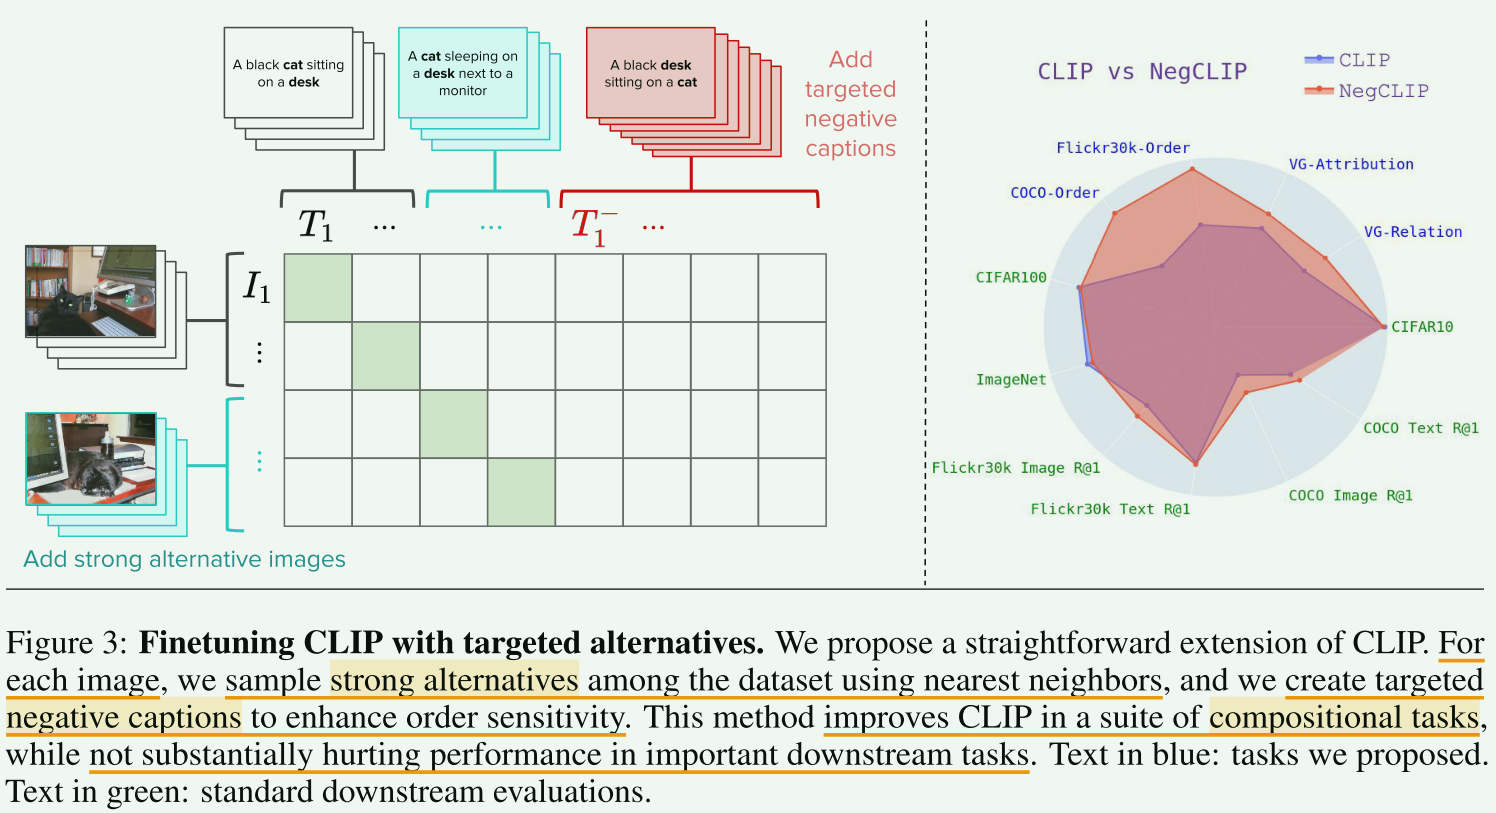 A black cat sitting
on a desk
A cat sleeping on
a desk next to a
monitor
A black desk
sitting on a cat
Add
targeted
negative
captions
T₁ ...
...
T₁⁻ ...
I₁
⋮
⋮
Add strong alternative images
CLIP vs NegCLIP
CLIP
NegCLIP
Flickr30k-Order
VG-Attribution
COCO-Order
VG-Relation
CIFAR100
CIFAR10
ImageNet
COCO Text R@1
Flickr30k Image R@1
COCO Image R@1
Flickr30k Text R@1
Figure 3: Finetuning CLIP with targeted alternatives. We propose a straightforward extension of CLIP. For
each image, we sample strong alternatives among the dataset using nearest neighbors, and we create targeted
negative captions to enhance order sensitivity. This method improves CLIP in a suite of compositional tasks,
while not substantially hurting performance in important downstream tasks. Text in blue: tasks we proposed.
Text in green: standard downstream evaluations.